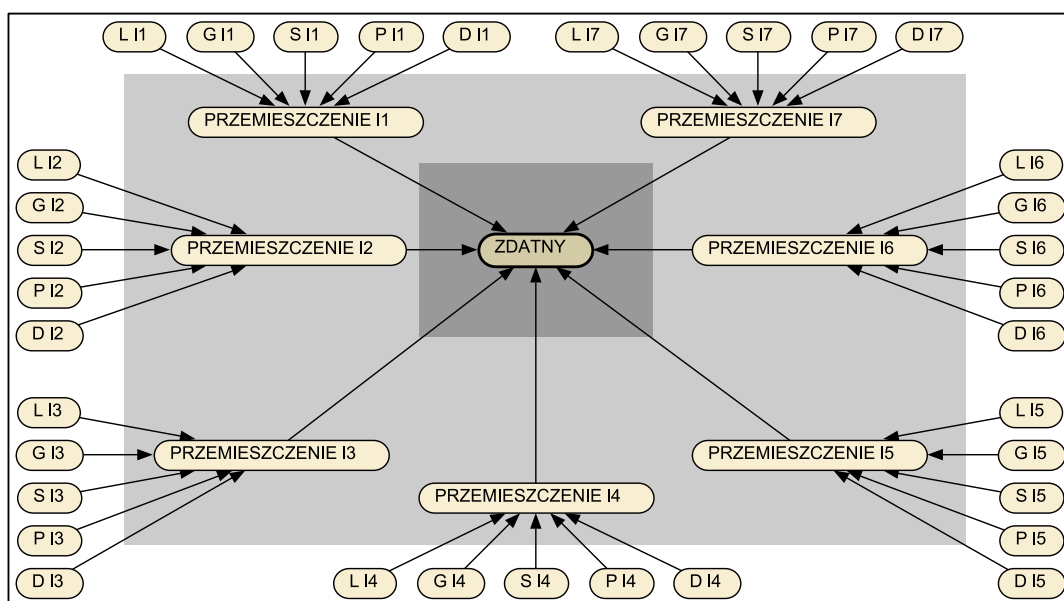 L I1
G I1
S I1
P I1
D I1
L I7
G I7
S I7
P I7
D I7
PRZEMIESZCZENIE I1
PRZEMIESZCZENIE I7
L I2
G I2
S I2
P I2
D I2
PRZEMIESZCZENIE I2
ZDATNY
PRZEMIESZCZENIE I6
L I6
G I6
S I6
P I6
D I6
L I3
G I3
S I3
P I3
D I3
PRZEMIESZCZENIE I3
PRZEMIESZCZENIE I4
PRZEMIESZCZENIE I5
L I5
G I5
S I5
P I5
D I5
L I4
G I4
S I4
P I4
D I4